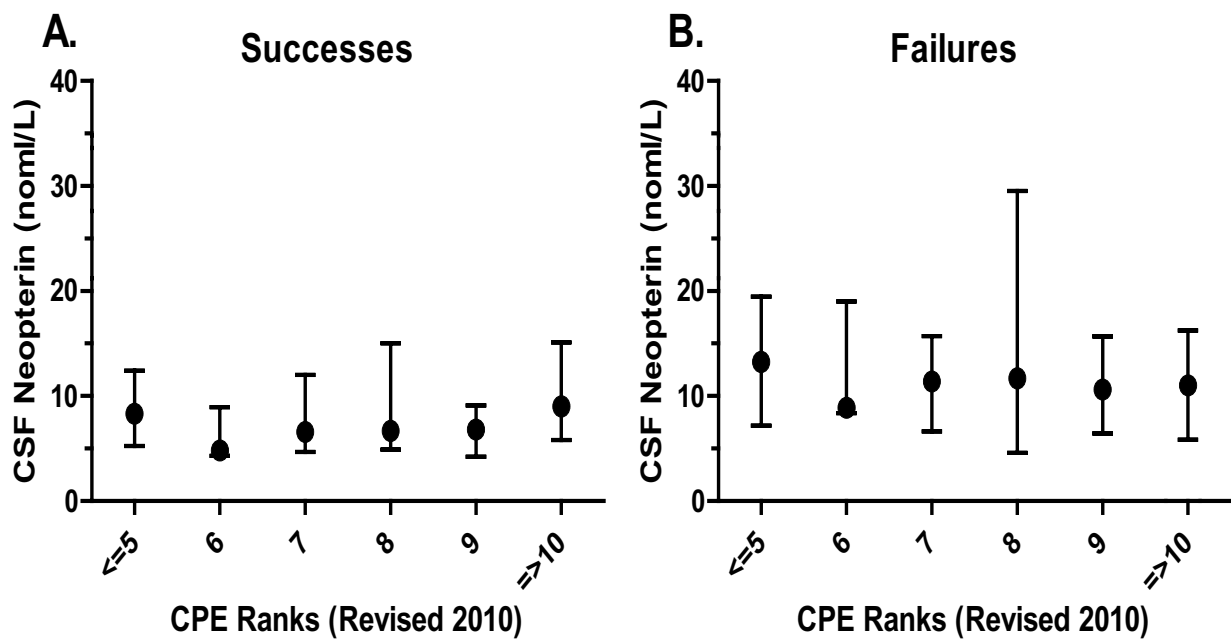 A.
Successes
CSF Neopterin (noml/L)
40
30
20
10
0
<=5
6
7
8
9
=>10
CPE Ranks (Revised 2010)
B.
Failures
CSF Neopterin (noml/L)
40
30
20
10
0
<=5
6
7
8
9
=>10
CPE Ranks (Revised 2010)